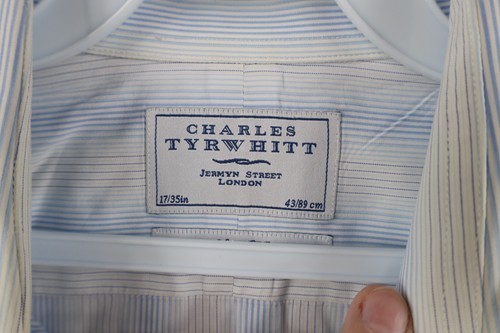 CHARLES
TYRWHITT
JERMYN STREET
LONDON
17/35in 43/89 cm